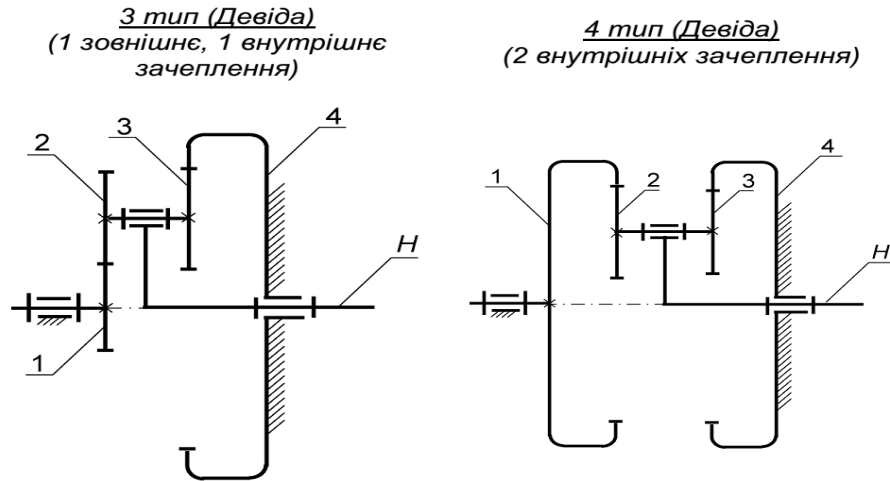 3 тип (Девіда)
(1 зовнішнє, 1 внутрішнє
зачеплення)
4 тип (Девіда)
(2 внутрішніх зачеплення)
2
3
4
H
1
1
2
3
4
H